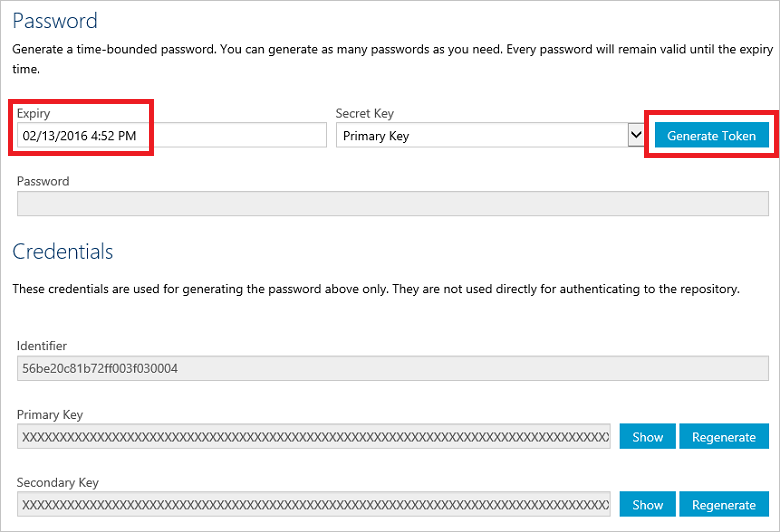 Password
Generate a time-bounded password. You can generate as many passwords as you need. Every password will remain valid until the expiry
time.
Expiry
Secret Key
02/13/2016 4:52 PM
Primary Key
Generate Token
Password
Credentials
These credentials are used for generating the password above only. They are not used directly for authenticating to the repository.
Identifier
56be20c81b72ff003f030004
Primary Key
XXXXXXXXXXXXXXXXXXXXXXXXXXXXXXXXXXXXXXXXXXXXXXXXXXXXXXXXXXXXXXXXXXXXXXXXXXXXXXX
Show
Regenerate
Secondary Key
XXXXXXXXXXXXXXXXXXXXXXXXXXXXXXXXXXXXXXXXXXXXXXXXXXXXXXXXXXXXXXXXXXXXXXXXXXXXXXX
Show
Regenerate